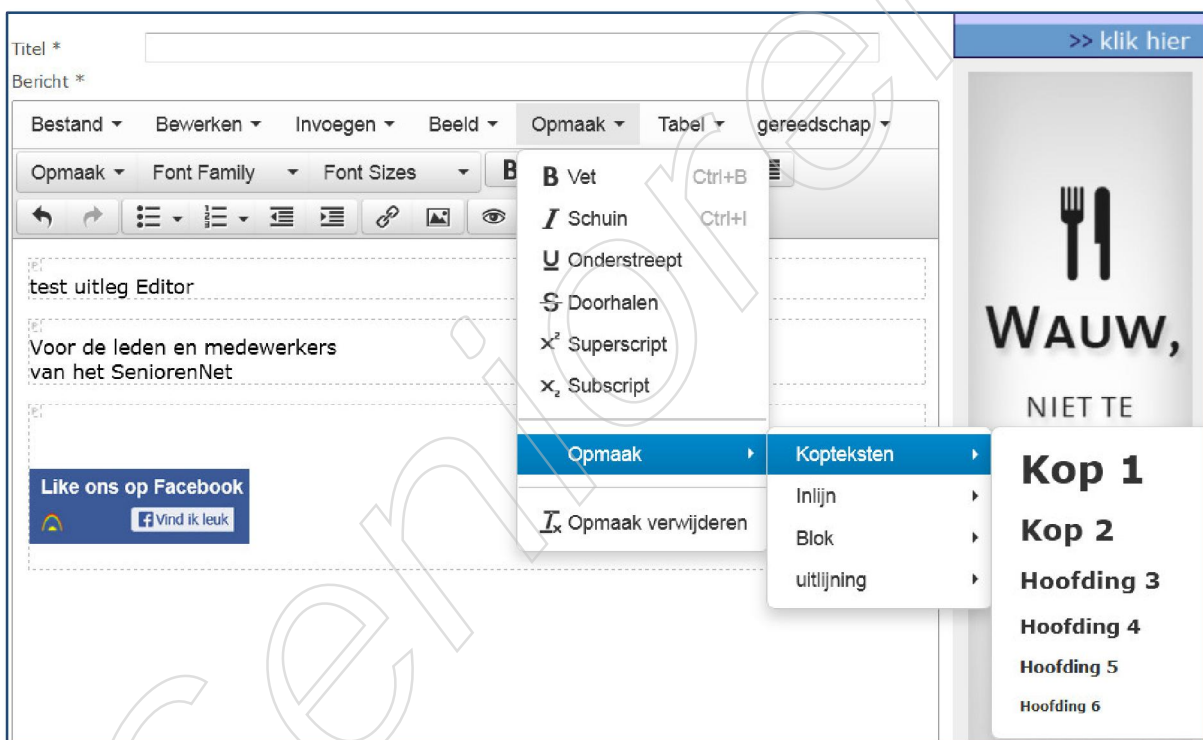 >> klik hier
Titel *
Bericht *
Bestand Bewerken Invoegen Beeld Opmaak Tabel gereedschap
Opmaak Font Family Font Sizes B
test uitleg Editor
Voor de leden en medewerkers
van het SeniorenNet
Like ons op Facebook
Vind ik leuk
B Vet Ctrl+B
I Schuin Ctrl+I
U Onderstreept
S Doorhalen
x² Superscript
x₂ Subscript
Opmaak
Opmaak verwijderen
Kopteksten
Inlijn
Blok
uitlijning
Kop 1
Kop 2
Hoofding 3
Hoofding 4
Hoofding 5
Hoofding 6
WAUW,
NIET TE